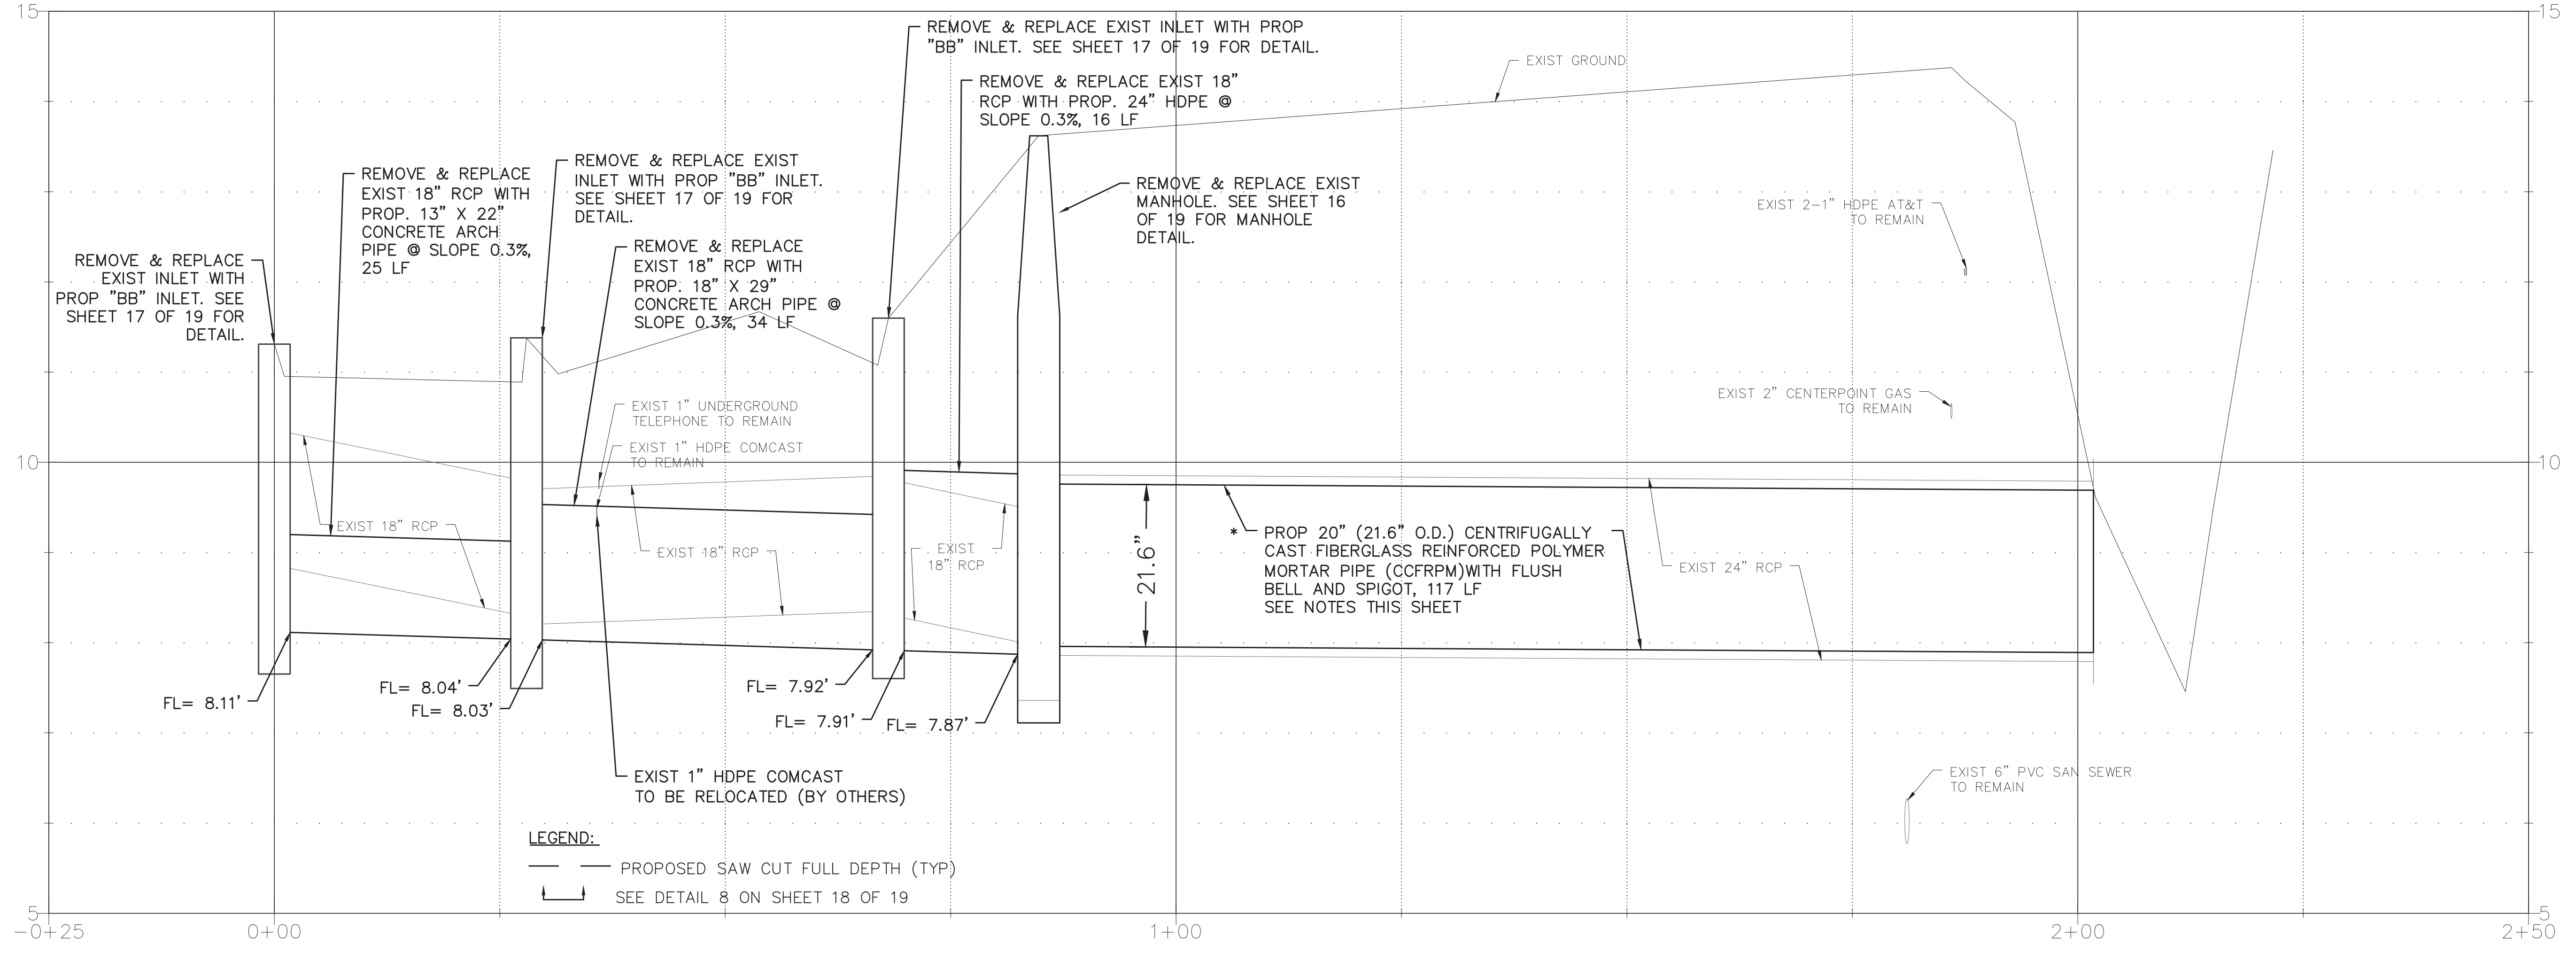 15
15
REMOVE & REPLACE EXIST INLET WITH PROP
"BB" INLET. SEE SHEET 17 OF 19 FOR DETAIL.
EXIST GROUND
REMOVE & REPLACE EXIST 18"
RCP WITH PROP. 24" HDPE @
SLOPE 0.3%, 16 LF
REMOVE & REPLACE EXIST
INLET WITH PROP "BB" INLET.
SEE SHEET 17 OF 19 FOR
DETAIL.
REMOVE & REPLACE
EXIST 18" RCP WITH
PROP. 13" X 22"
CONCRETE ARCH
PIPE @ SLOPE 0.3%,
25 LF
REMOVE & REPLACE EXIST
MANHOLE. SEE SHEET 16
OF 19 FOR MANHOLE
DETAIL.
EXIST 2-1" HDPE AT&T
TO REMAIN
REMOVE & REPLACE
EXIST 18" RCP WITH
PROP. 18" X 29"
CONCRETE ARCH PIPE @
SLOPE 0.3%, 34 LF
REMOVE & REPLACE
EXIST INLET WITH
PROP "BB" INLET. SEE
SHEET 17 OF 19 FOR
DETAIL.
EXIST 2" CENTERPOINT GAS
TO REMAIN
EXIST 1" UNDERGROUND
TELEPHONE TO REMAIN
EXIST 1" HDPE COMCAST
TO REMAIN
10
10
EXIST 18" RCP
EXIST 18" RCP
EXIST
18" RCP
21.6"
* PROP 20" (21.6" O.D.) CENTRIFUGALLY
CAST FIBERGLASS REINFORCED POLYMER
MORTAR PIPE (CCFRPM)WITH FLUSH
BELL AND SPIGOT, 117 LF
SEE NOTES THIS SHEET
EXIST 24" RCP
FL= 8.11'
FL= 8.04'
FL= 8.03'
FL= 7.92'
FL= 7.91'
FL= 7.87'
EXIST 1" HDPE COMCAST
TO BE RELOCATED (BY OTHERS)
EXIST 6" PVC SAN SEWER
TO REMAIN
LEGEND:
PROPOSED SAW CUT FULL DEPTH (TYP)
SEE DETAIL 8 ON SHEET 18 OF 19
5
5
-0+25
0+00
1+00
2+00
2+50